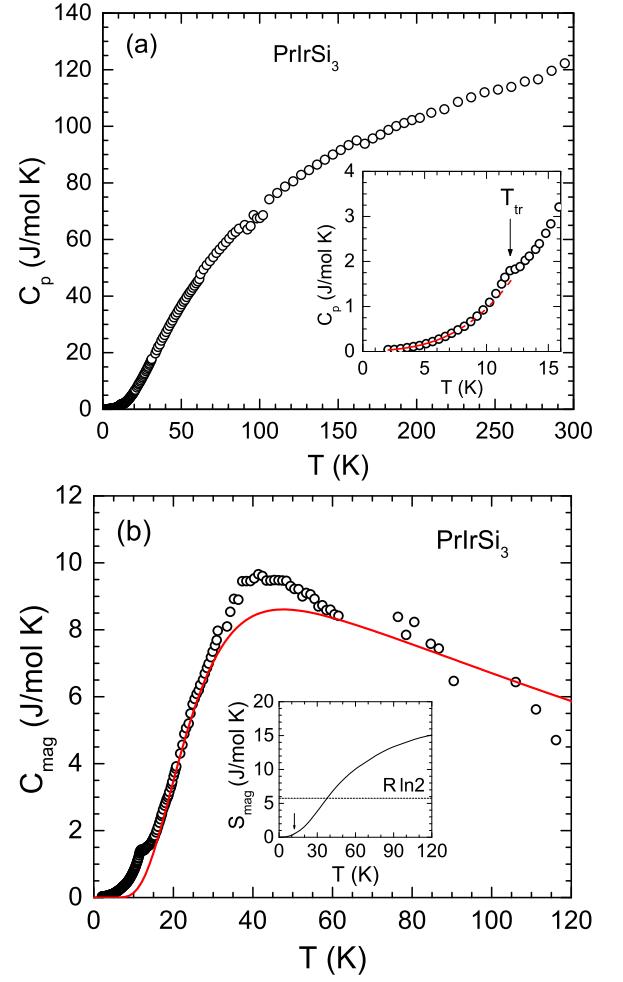 140
(a)
PrIrSi3
120
100
80
60
40
20
0
Cp (J/mol K)
0 50 100 150 200 250 300
T (K)
4
3
2
1
0
Cp (J/mol K)
Ttr
0 5 10 15
T (K)
12
(b)
PrIrSi3
10
8
6
4
2
0
Cmag (J/mol K)
0 20 40 60 80 100 120
T (K)
20
15
10
5
0
Smag (J/mol K)
R ln2
0 30 60 90 120
T (K)